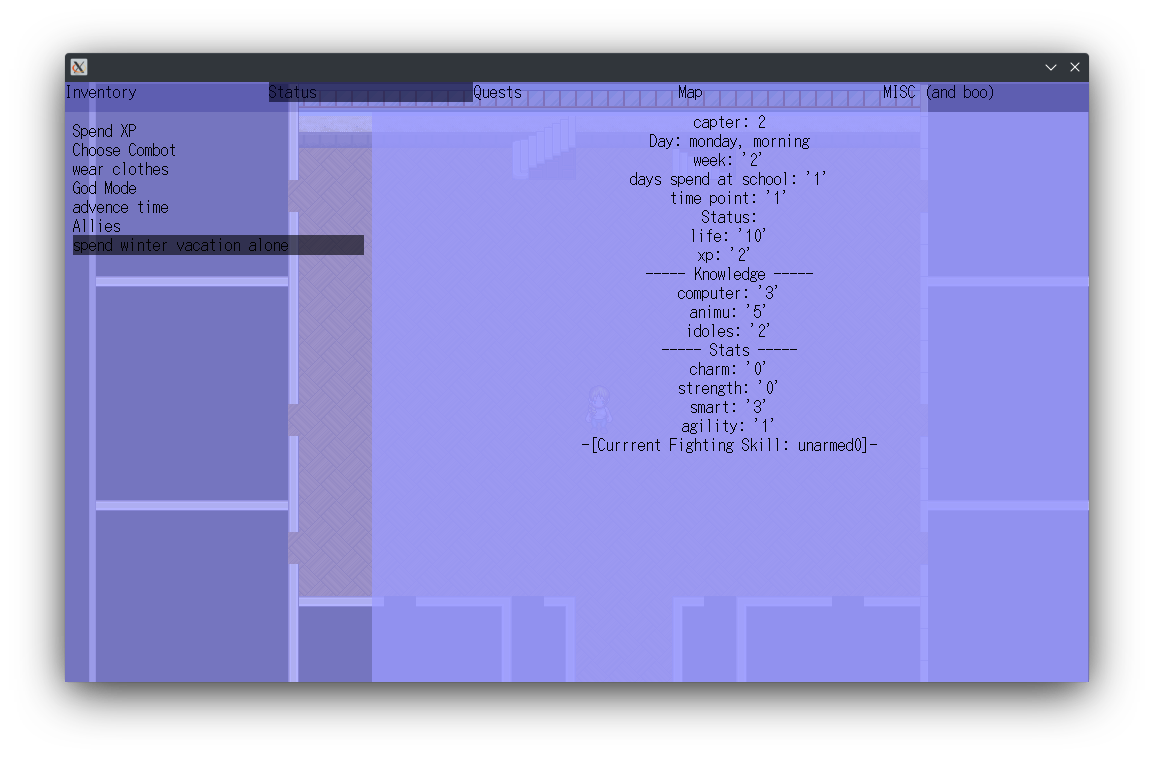 Inventory Status Quests Map MISC (and boo)
Spend XP
Choose Combot
wear clothes
God Mode
advence time
Allies
spend winter vacation alone
capter: 2
Day: monday, morning
week: '2'
days spend at school: '1'
time point: '1'
Status:
life: '10'
xp: '2'
----- Knowledge -----
computer: '3'
animu: '5'
idoles: '2'
----- Stats -----
charm: '0'
strength: '0'
smart: '3'
agility: '1'
-[Currrent Fighting Skill: unarmed0]-